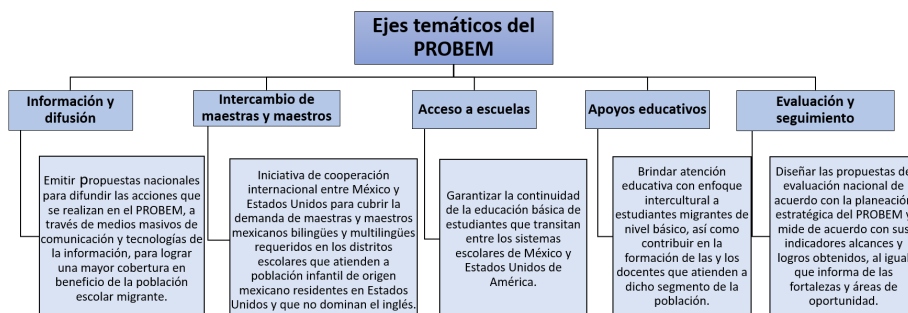 Ejes temáticos del
PROBEM
Información y
difusión
Emitir propuestas nacionales
para difundir las acciones que
se realizan en el PROBEM, a
través de medios masivos de
comunicación y tecnologías de
la información, para lograr
una mayor cobertura en
beneficio de la población
escolar migrante.
Intercambio de
maestras y maestros
Iniciativa de cooperación
internacional entre México y
Estados Unidos para cubrir la
demanda de maestras y maestros
mexicanos bilingües y multilingües
requeridos en los distritos
escolares que atienden a
población infantil de origen
mexicano residentes en Estados
Unidos y que no dominan el inglés.
Acceso a escuelas
Garantizar la continuidad
de la educación básica de
estudiantes que transitan
entre los sistemas
escolares de México y
Estados Unidos de
América.
Apoyos educativos
Brindar atención
educativa con enfoque
intercultural a
estudiantes migrantes de
nivel básico, así como
contribuir en la
formación de las y los
docentes que atienden a
dicho segmento de la
población.
Evaluación y
seguimiento
Diseñar las propuestas de
evaluación nacional de
acuerdo con la planeación
estratégica del PROBEM y
mide de acuerdo con sus
indicadores alcances y
logros obtenidos, al igual
que informa de las
fortalezas y áreas de
oportunidad.